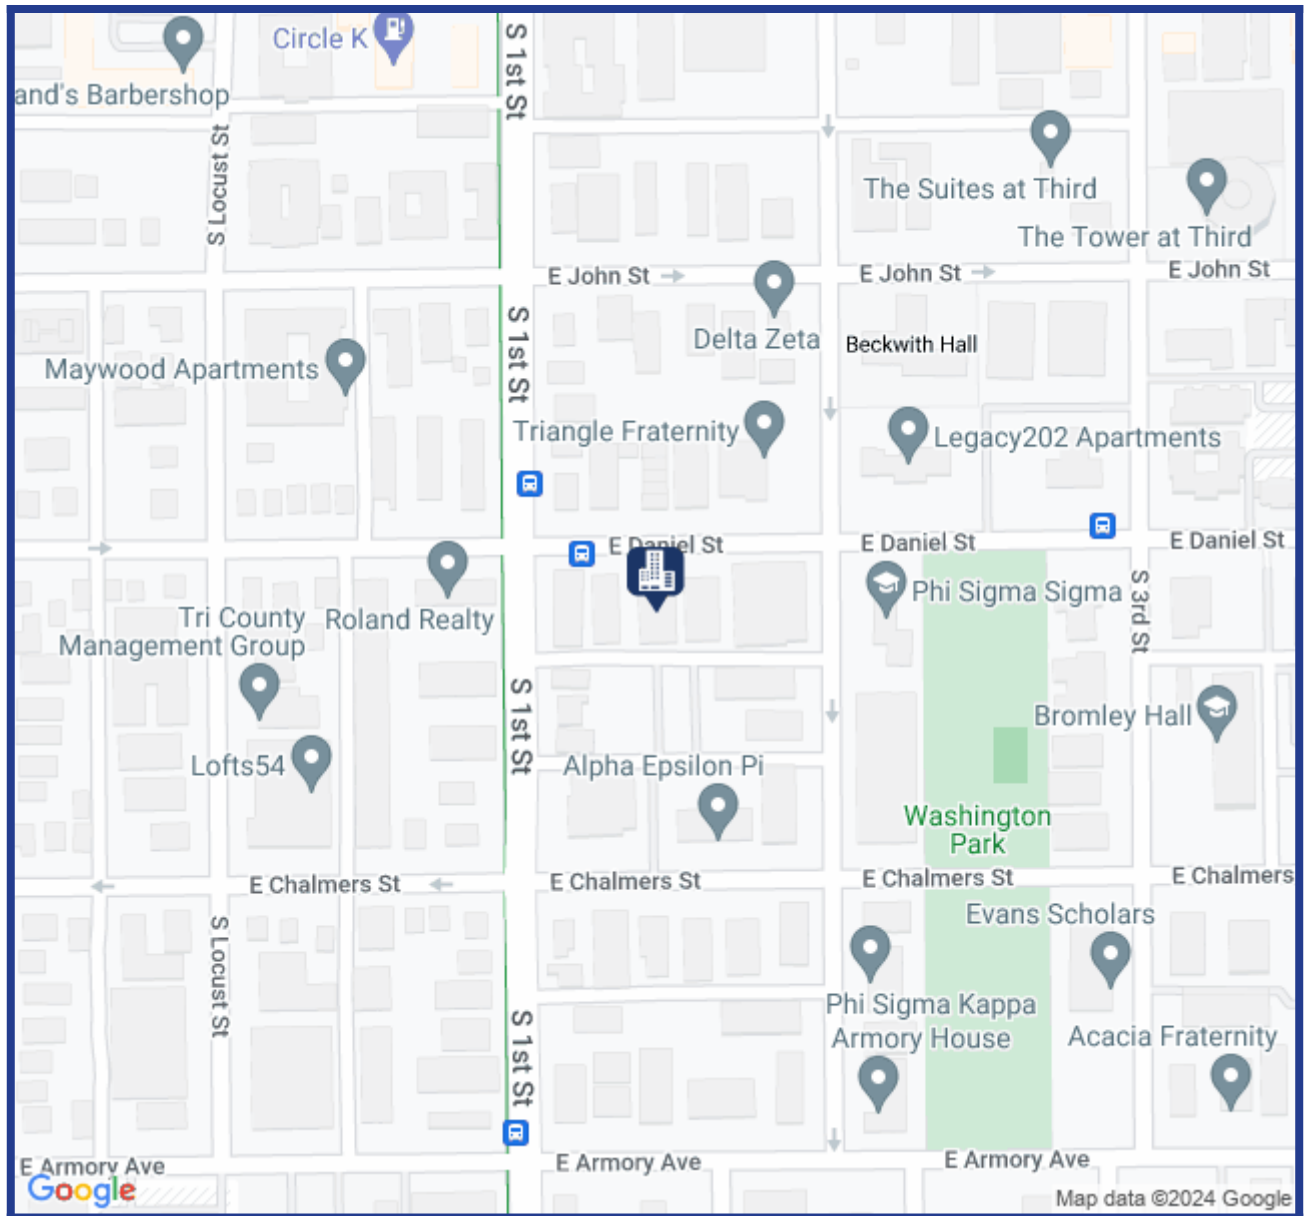 Circle K
S 1st St
and's Barbershop
S Locust St
The Suites at Third
The Tower at Third
E John St
E John St
E John St
S 1st St
Delta Zeta
Beckwith Hall
Maywood Apartments
Triangle Fraternity
Legacy202 Apartments
E Daniel St
E Daniel St
E Daniel St
S 3rd St
Phi Sigma Sigma
Tri County
Management Group
Roland Realty
S 1st St
Bromley Hall
Lofts54
Alpha Epsilon Pi
Washington
Park
E Chalmers St
E Chalmers St
E Chalmers St
E Chalmers
Evans Scholars
S Locust St
Phi Sigma Kappa
Armory House
Acacia Fraternity
S 1st St
E Armory Ave
E Armory Ave
E Armory Ave
Google
Map data ©2024 Google